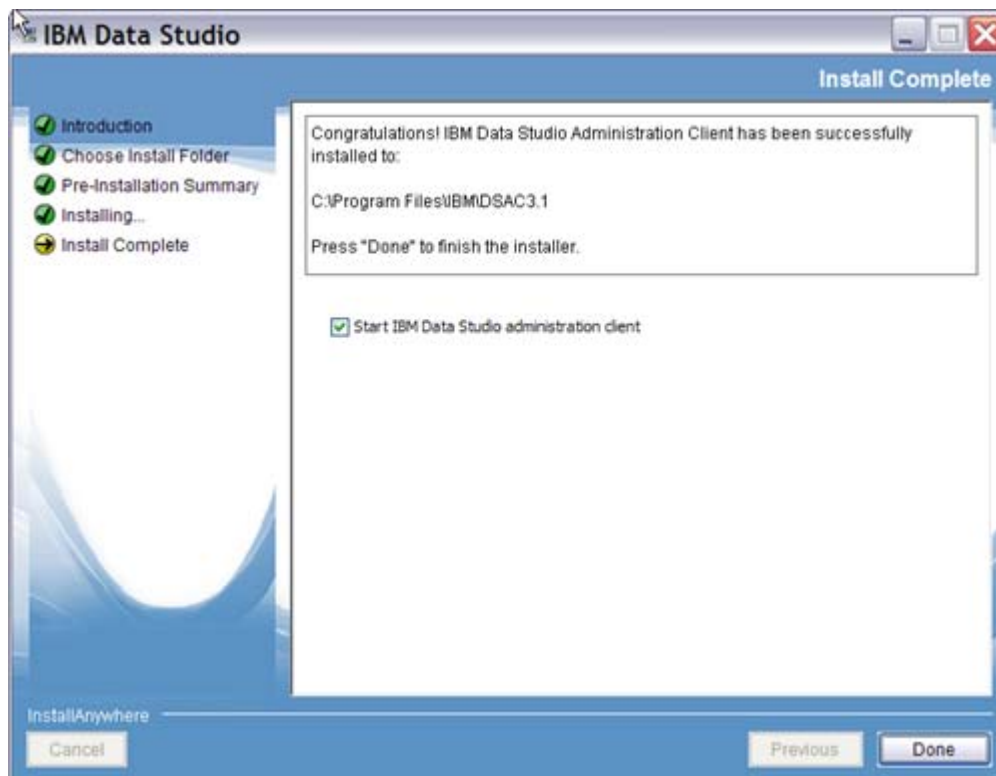 IBM Data Studio
Install Complete
Introduction
Choose Install Folder
Pre-Installation Summary
Installing...
Install Complete
Congratulations! IBM Data Studio Administration Client has been successfully
installed to:
C:\Program Files\IBM\DSAC3.1
Press "Done" to finish the installer.
Start IBM Data Studio administration client
InstallAnywhere
Cancel
Previous
Done